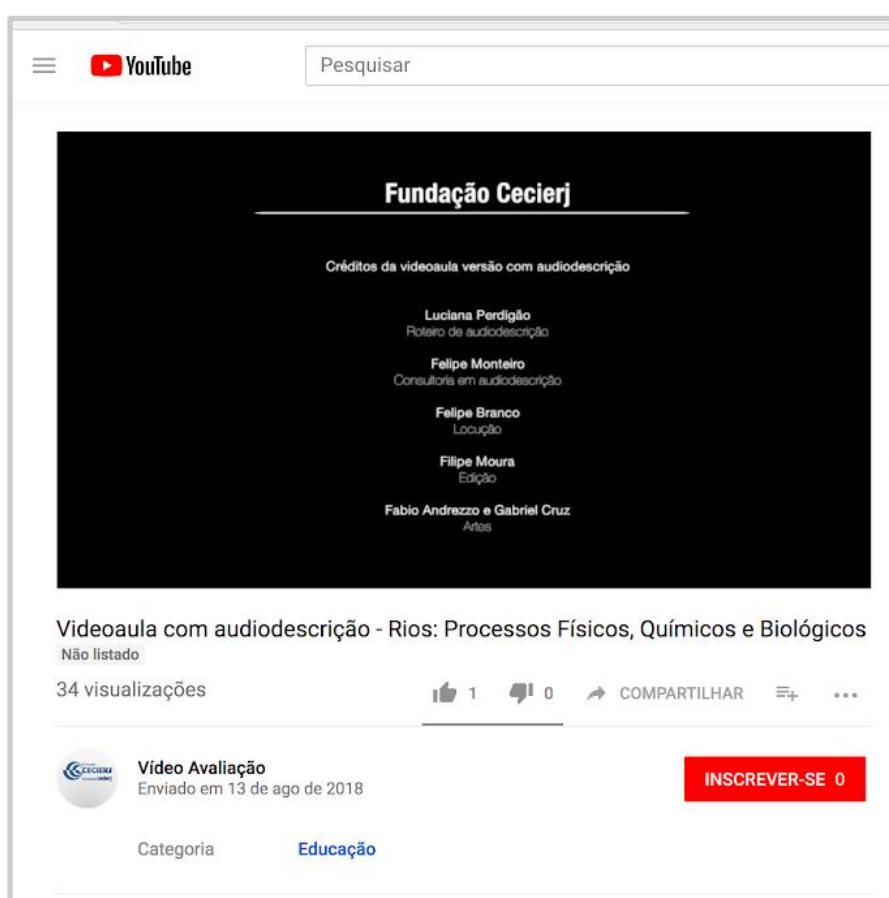 YouTube
Pesquisar
Fundação Cecierj
Créditos da videoaula versão com audiodescrição
Luciana Perdigão
Roteiro de audiodescrição
Felipe Monteiro
Consultoria em audiodescrição
Felipe Branco
Locução
Filipe Moura
Edição
Fabio Andrezzo e Gabriel Cruz
Artes
Videoaula com audiodescrição - Rios: Processos Físicos, Químicos e Biológicos
Não listado
34 visualizações
1 0 COMPARTILHAR
CECIERJ
Vídeo Avaliação
INSCREVER-SE 0
Enviado em 13 de ago de 2018
Categoria Educação